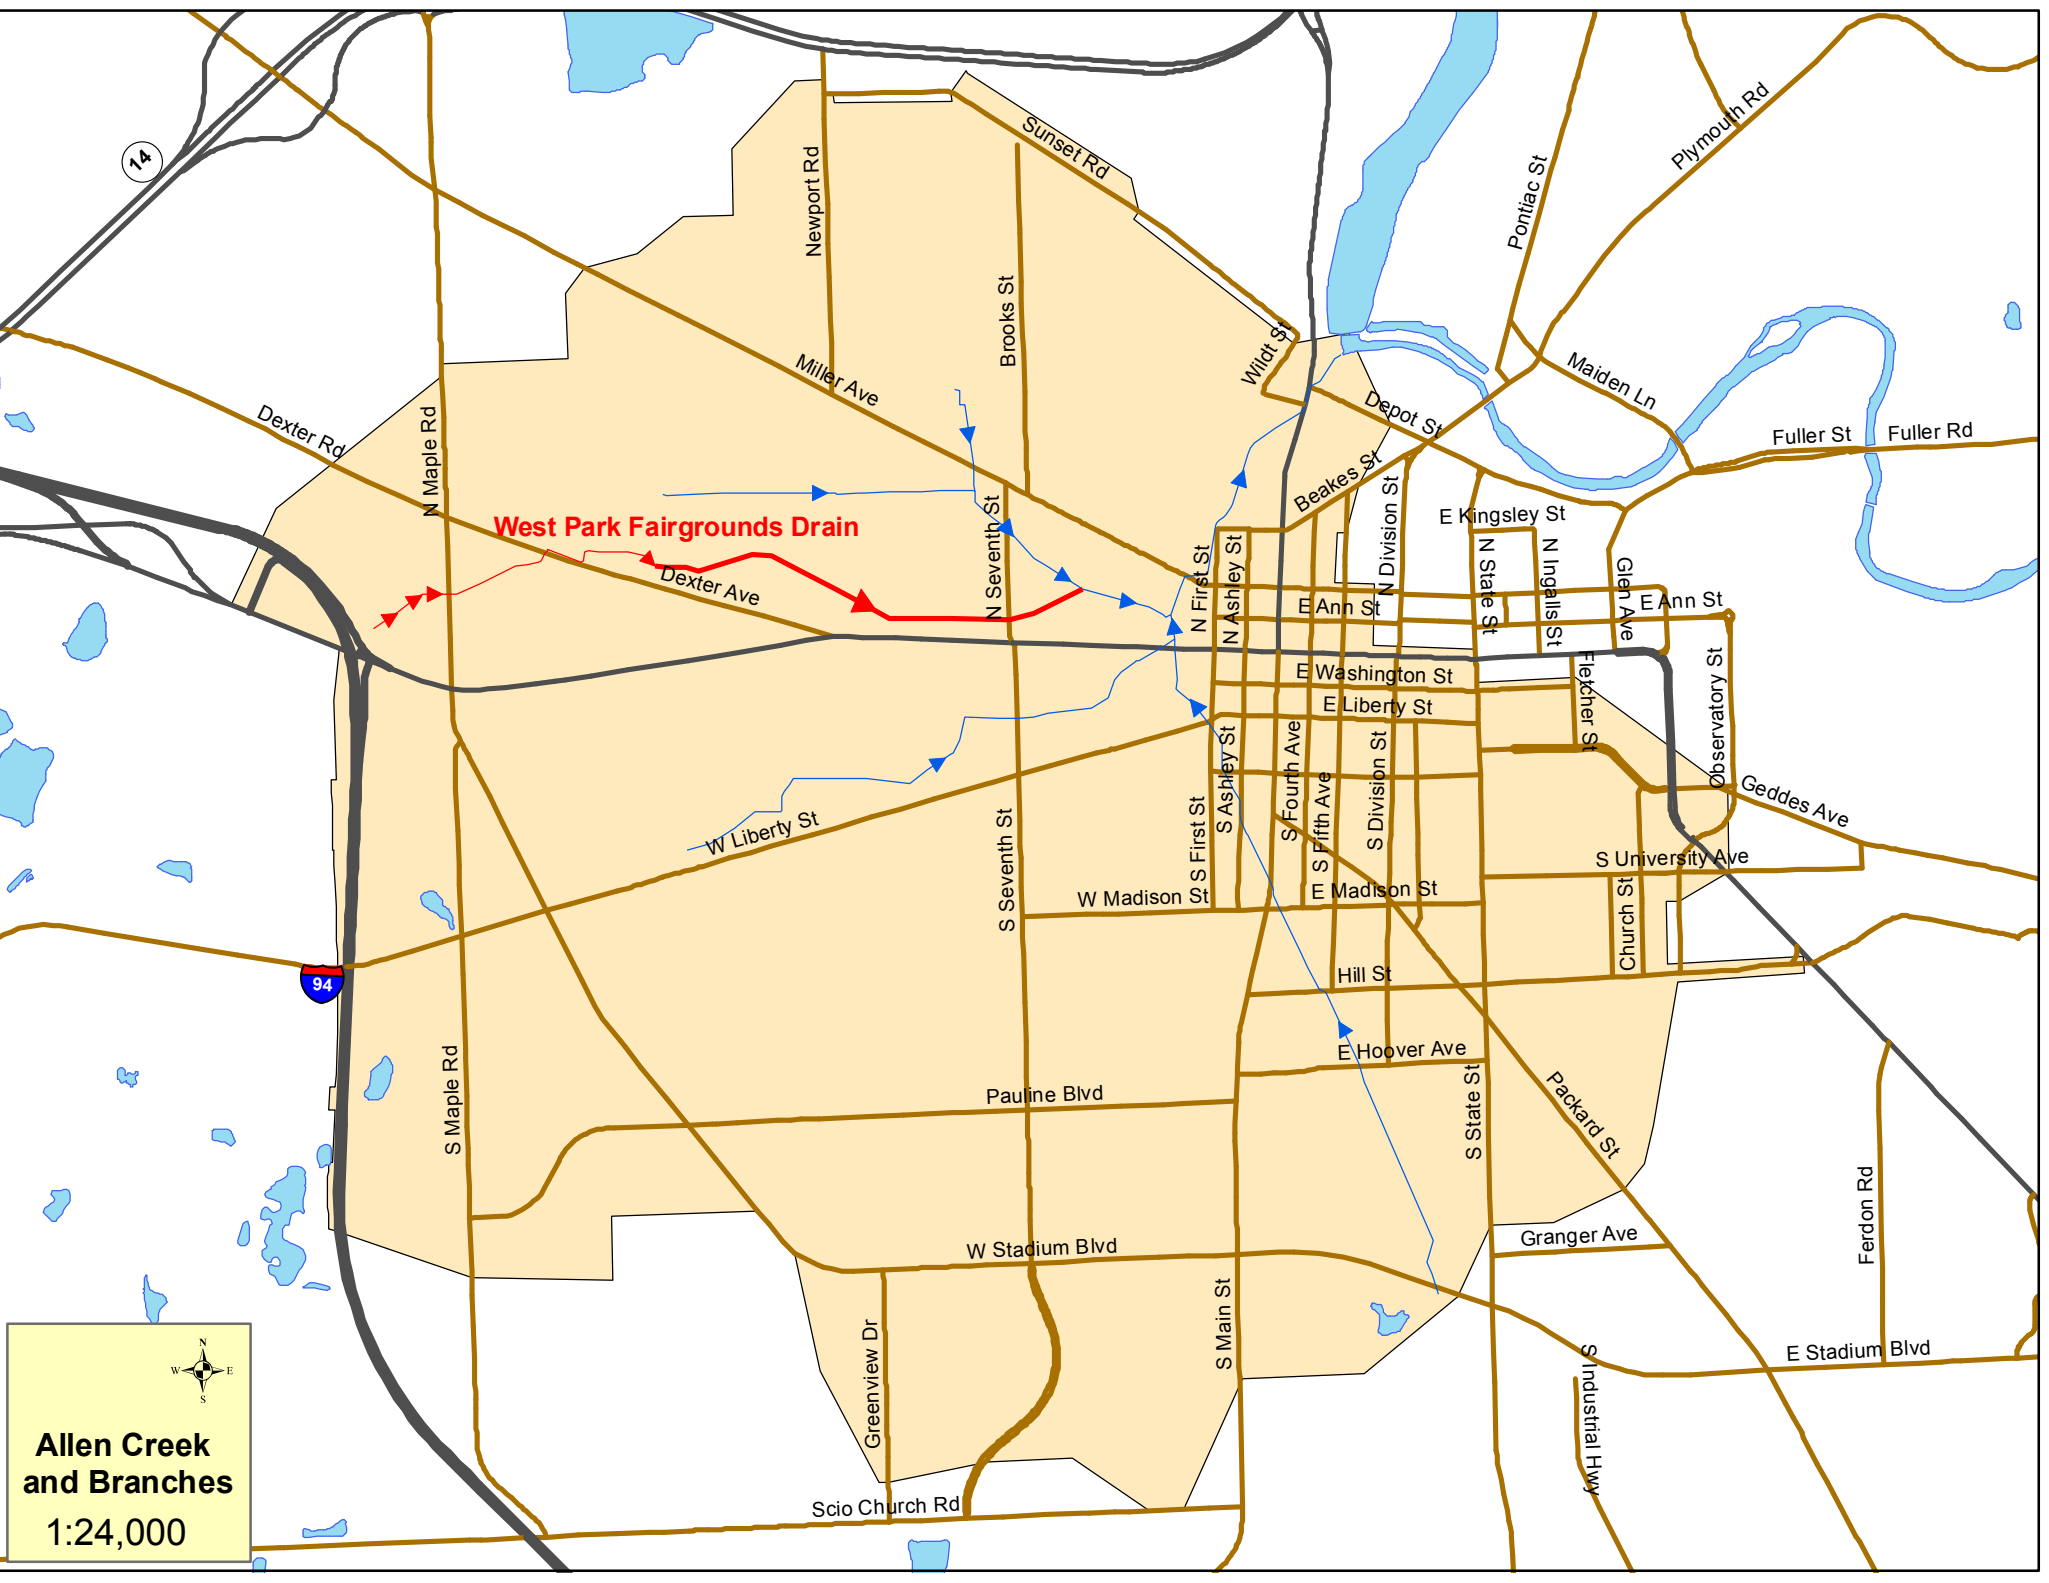 14
Sunset Rd
Newport Rd
Plymouth Rd
Pontiac St
Brooks St
Wildt St
Miller Ave
Maiden Ln
Dexter Rd
N Maple Rd
Depot St
Fuller St
Fuller Rd
Beakes St
N Division St
E Kingsley St
West Park Fairgrounds Drain
N Seventh St
N First St
N Ashley St
N State St
N Ingalls St
Glen Ave
Dexter Ave
E Ann St
E Ann St
E Washington St
Fletcher St
Observatory St
E Liberty St
S Ashley St
S Fourth Ave
S Fifth Ave
S Division St
Geddes Ave
W Liberty St
S Seventh St
S First St
S University Ave
W Madison St
E Madison St
Church St
94
Hill St
S Maple Rd
E Hoover Ave
Pauline Blvd
S State St
Packard St
Ferdon Rd
W Stadium Blvd
Granger Ave
S Main St
Greenview Dr
S Industrial Hwy
E Stadium Blvd
Scio Church Rd
N
W E
S
Allen Creek
and Branches
1:24,000